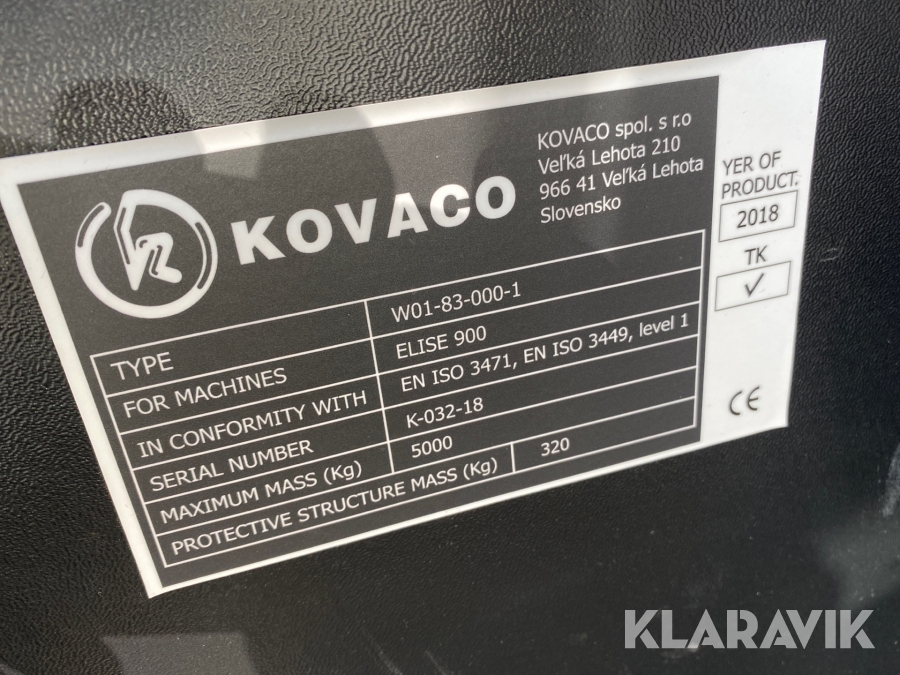 KOVACO
KOVACO spol. s r.o
Veľká Lehota 210
966 41 Veľká Lehota
Slovensko
YER OF
PRODUCT.
2018
TK
✓
TYPE W01-83-000-1
FOR MACHINES ELISE 900
IN CONFORMITY WITH EN ISO 3471, EN ISO 3449, level 1
SERIAL NUMBER K-032-18
MAXIMUM MASS (Kg) 5000
PROTECTIVE STRUCTURE MASS (Kg) 320
CE
KLARAVIK